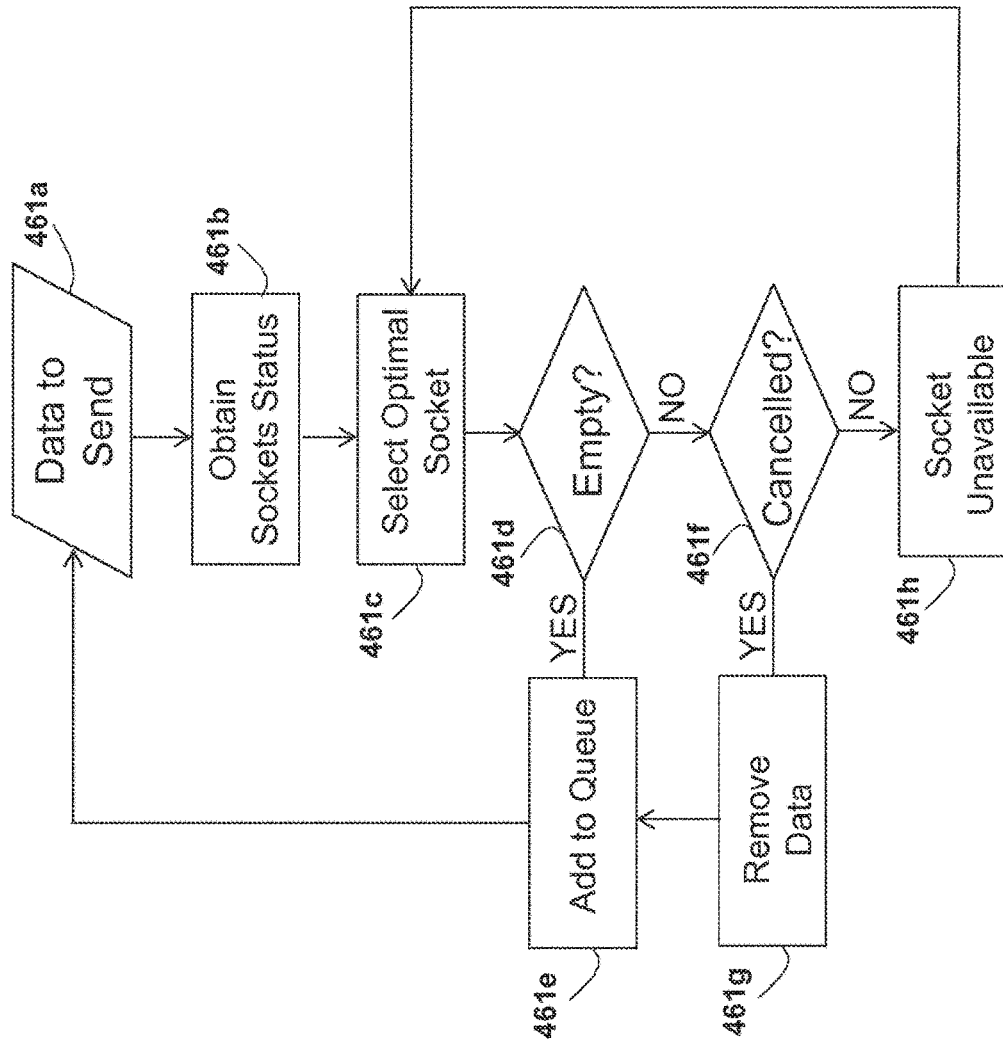 461a
Data to
Send
461b
Obtain
Sockets Status
Select Optimal
Socket
461c
Empty?
461d
YES
NO
Add to Queue
461e
Cancelled?
461f
YES
NO
Remove
Data
461g
Socket
Unavailable
461h